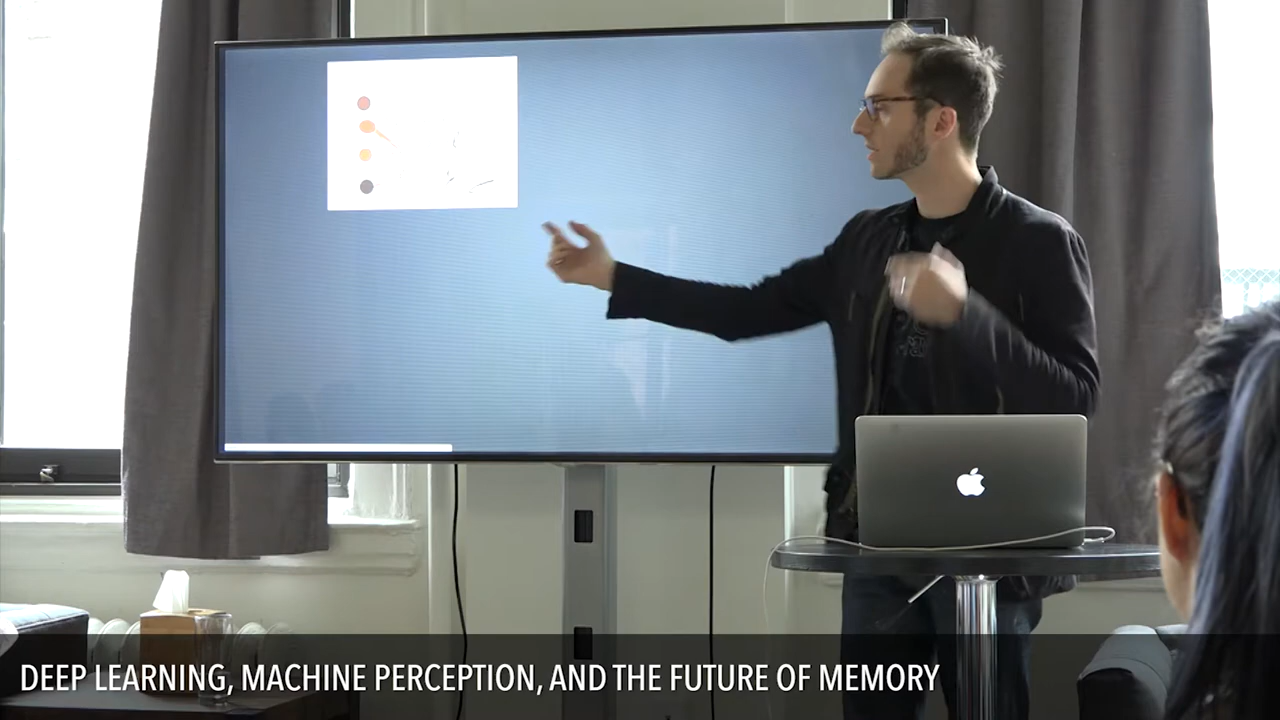 DEEP LEARNING, MACHINE PERCEPTION, AND THE FUTURE OF MEMORY